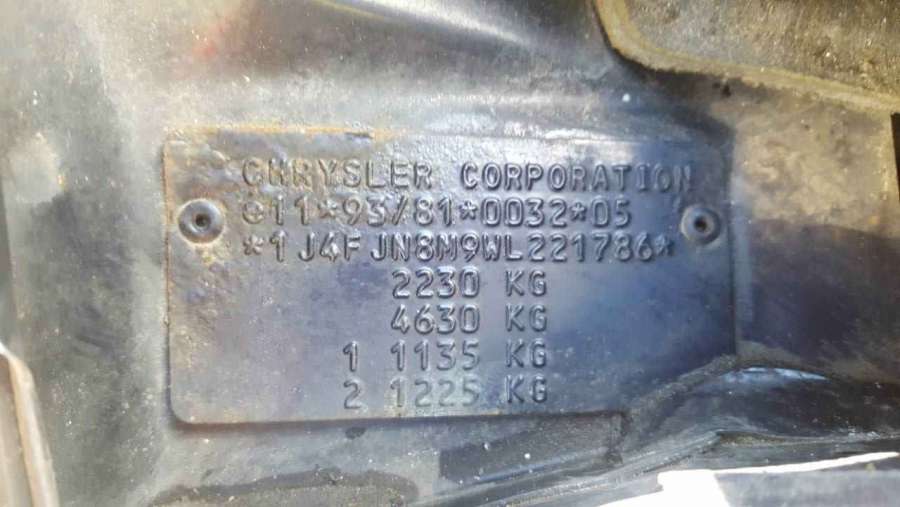 CHRYSLER CORPORATION
e11*93/81*0032*05
*1J4FJN8M9WL221786*
2230 KG
4630 KG
1 1135 KG
2 1225 KG